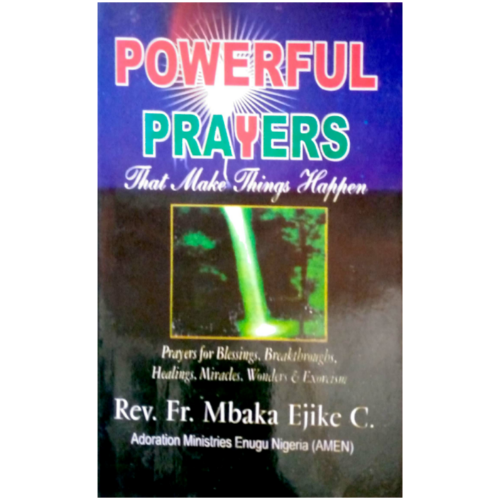 POWERFUL
PRAYERS
That Make Things Happen
Prayers for Blessings, Breakthroughs,
Healings, Miracles, Wonders & Exorcism
Rev. Fr. Mbaka Ejike C.
Adoration Ministries Enugu Nigeria (AMEN)